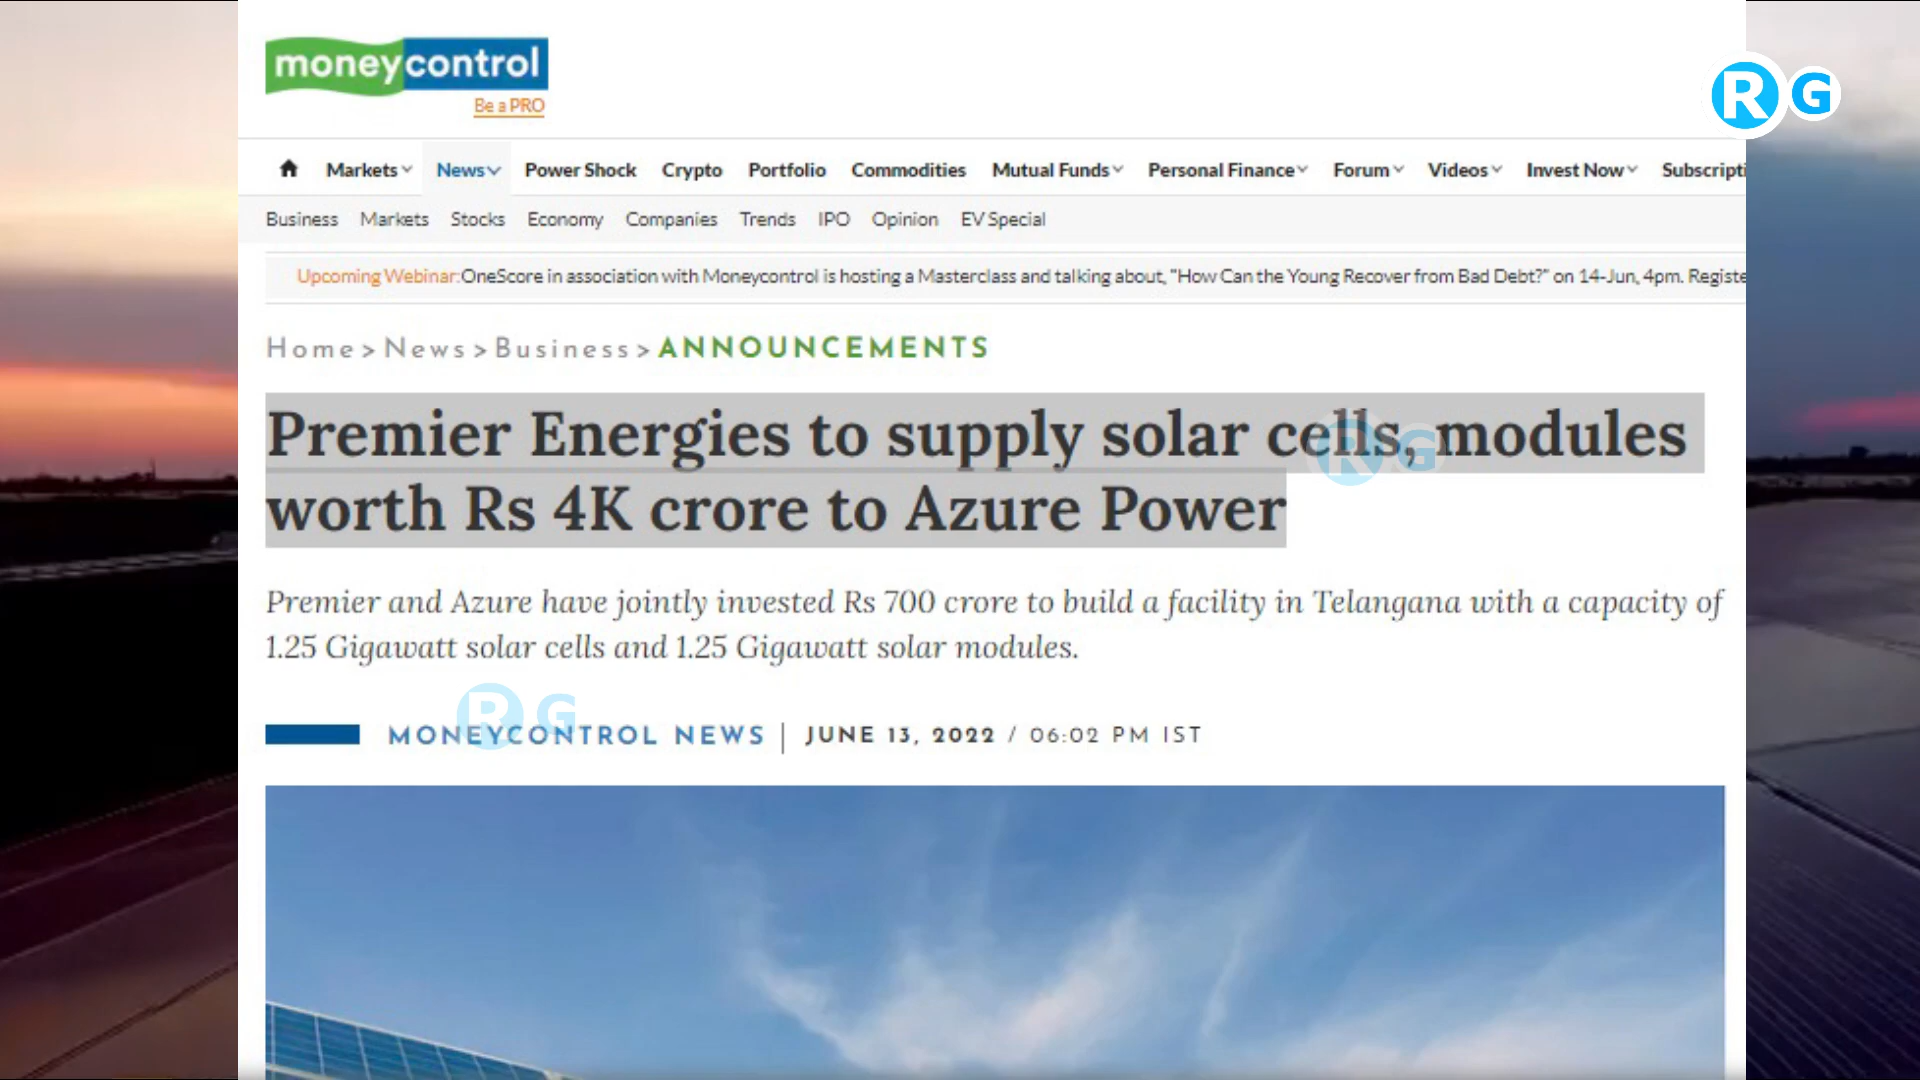 moneycontrol
Be a PRO
R G
Markets News Power Shock Crypto Portfolio Commodities Mutual Funds Personal Finance Forum Videos Invest Now Subscripti
Business Markets Stocks Economy Companies Trends IPO Opinion EV Special
Upcoming Webinar:OneScore in association with Moneycontrol is hosting a Masterclass and talking about, "How Can the Young Recover from Bad Debt?" on 14-Jun, 4pm. Registe
Home > News > Business > ANNOUNCEMENTS
Premier Energies to supply solar cells, modules
worth Rs 4K crore to Azure Power
R G
Premier and Azure have jointly invested Rs 700 crore to build a facility in Telangana with a capacity of
1.25 Gigawatt solar cells and 1.25 Gigawatt solar modules.
R G
MONEYCONTROL NEWS | JUNE 13, 2022 / 06:02 PM IST